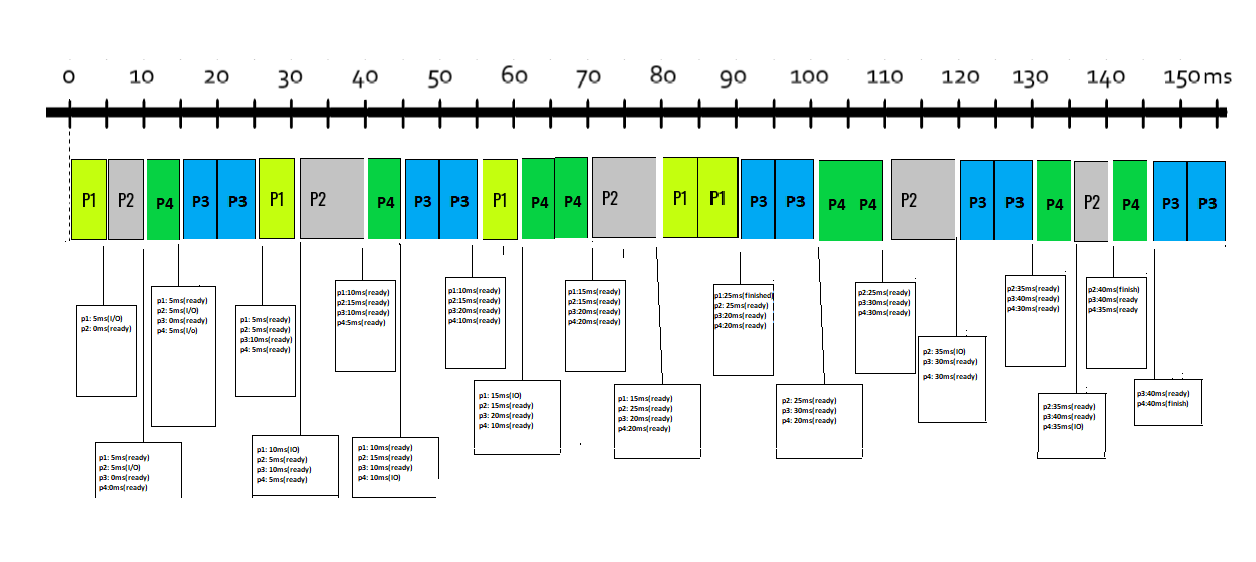 0 10 20 30 40 50 60 70 80 90 100 110 120 130 140 150ms
P1 P2 P4 P3 P3 P1 P2 P4 P3 P3 P1 P4 P4 P2 P1 P1 P3 P3 P4 P4 P2 P3 P3 P4 P2 P4 P3 P3
p1: 5ms(I/O)
p2: 0ms(ready)
p1: 5ms(ready)
p2: 5ms(I/O)
p3: 0ms(ready)
p4:0ms(ready)
p1: 5ms(ready)
p2: 5ms(I/O)
p3: 0ms(ready)
p4: 5ms(I/o)
p1: 5ms(ready)
p2: 5ms(ready)
p3:10ms(ready)
p4: 5ms(ready)
p1: 10ms(IO)
p2: 5ms(ready)
p3: 10ms(ready)
p4: 5ms(ready)
p1:10ms(ready)
p2:15ms(ready)
p3:10ms(ready)
p4:5ms(ready)
p1: 10ms(ready)
p2: 15ms(ready)
p3: 10ms(ready)
p4: 10ms(IO)
p1:10ms(ready)
p2:15ms(ready)
p3:20ms(ready)
p4:10ms(ready)
p1: 15ms(IO)
p2: 15ms(ready)
p3: 20ms(ready)
p4: 10ms(ready)
p1:15ms(ready)
p2:15ms(ready)
p3:20ms(ready)
p4:20ms(ready)
p1: 15ms(ready)
p2: 25ms(ready)
p3: 20ms(ready)
p4:20ms(ready)
p1:25ms(finished)
p2: 25ms(ready)
p3:20ms(ready)
p4:20ms(ready)
p2: 25ms(ready)
p3: 30ms(ready)
p4: 20ms(ready)
p2:25ms(ready)
p3:30ms(ready)
p4:30ms(ready)
p2: 35ms(IO)
p3: 30ms(ready)
p4: 30ms(ready)
p2:35ms(ready)
p3:40ms(ready)
p4:30ms(ready)
p2:35ms(ready)
p3:40ms(ready)
p4:35ms(IO)
p2:40ms(finish)
p3:40ms(ready
p4:35ms(ready
p3:40ms(ready)
p4:40ms(finish)